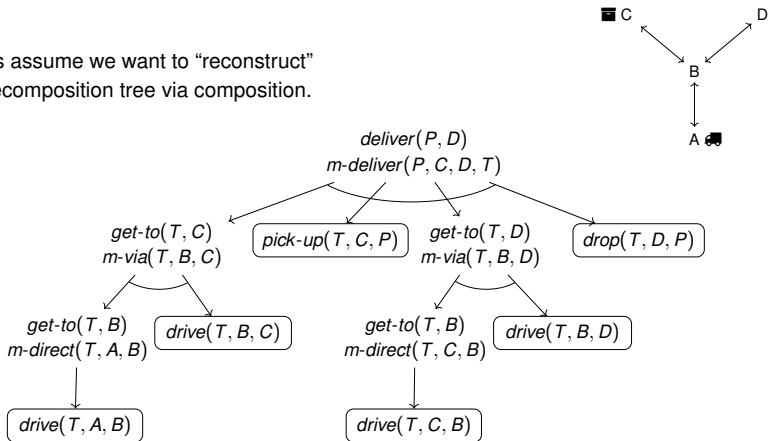 C D
s assume we want to "reconstruct"
ecomposition tree via composition.
B
A
deliver(P, D)
m-deliver(P, C, D, T)
get-to(T, C) pick-up(T, C, P) get-to(T, D) drop(T, D, P)
m-via(T, B, C) m-via(T, B, D)
get-to(T, B) drive(T, B, C) get-to(T, B) drive(T, B, D)
m-direct(T, A, B) m-direct(T, C, B)
drive(T, A, B) drive(T, C, B)